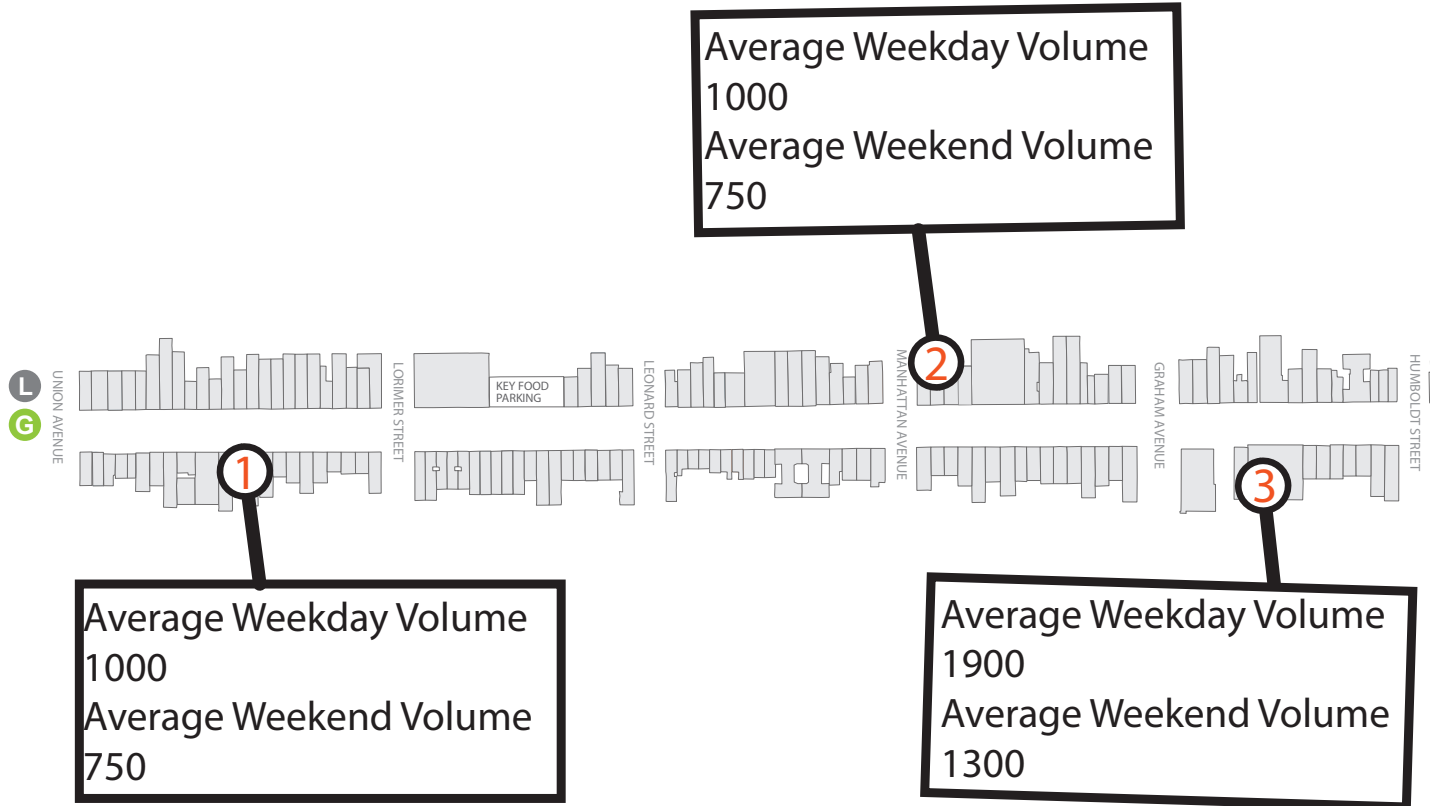 Average Weekday Volume
1000
Average Weekend Volume
750
L
G
UNION AVENUE
LORIMER STREET
KEY FOOD
PARKING
LEONARD STREET
MANHATTAN AVENUE
2
GRAHAM AVENUE
HUMBOLDT STREET
1
3
Average Weekday Volume
1000
Average Weekend Volume
750
Average Weekday Volume
1900
Average Weekend Volume
1300